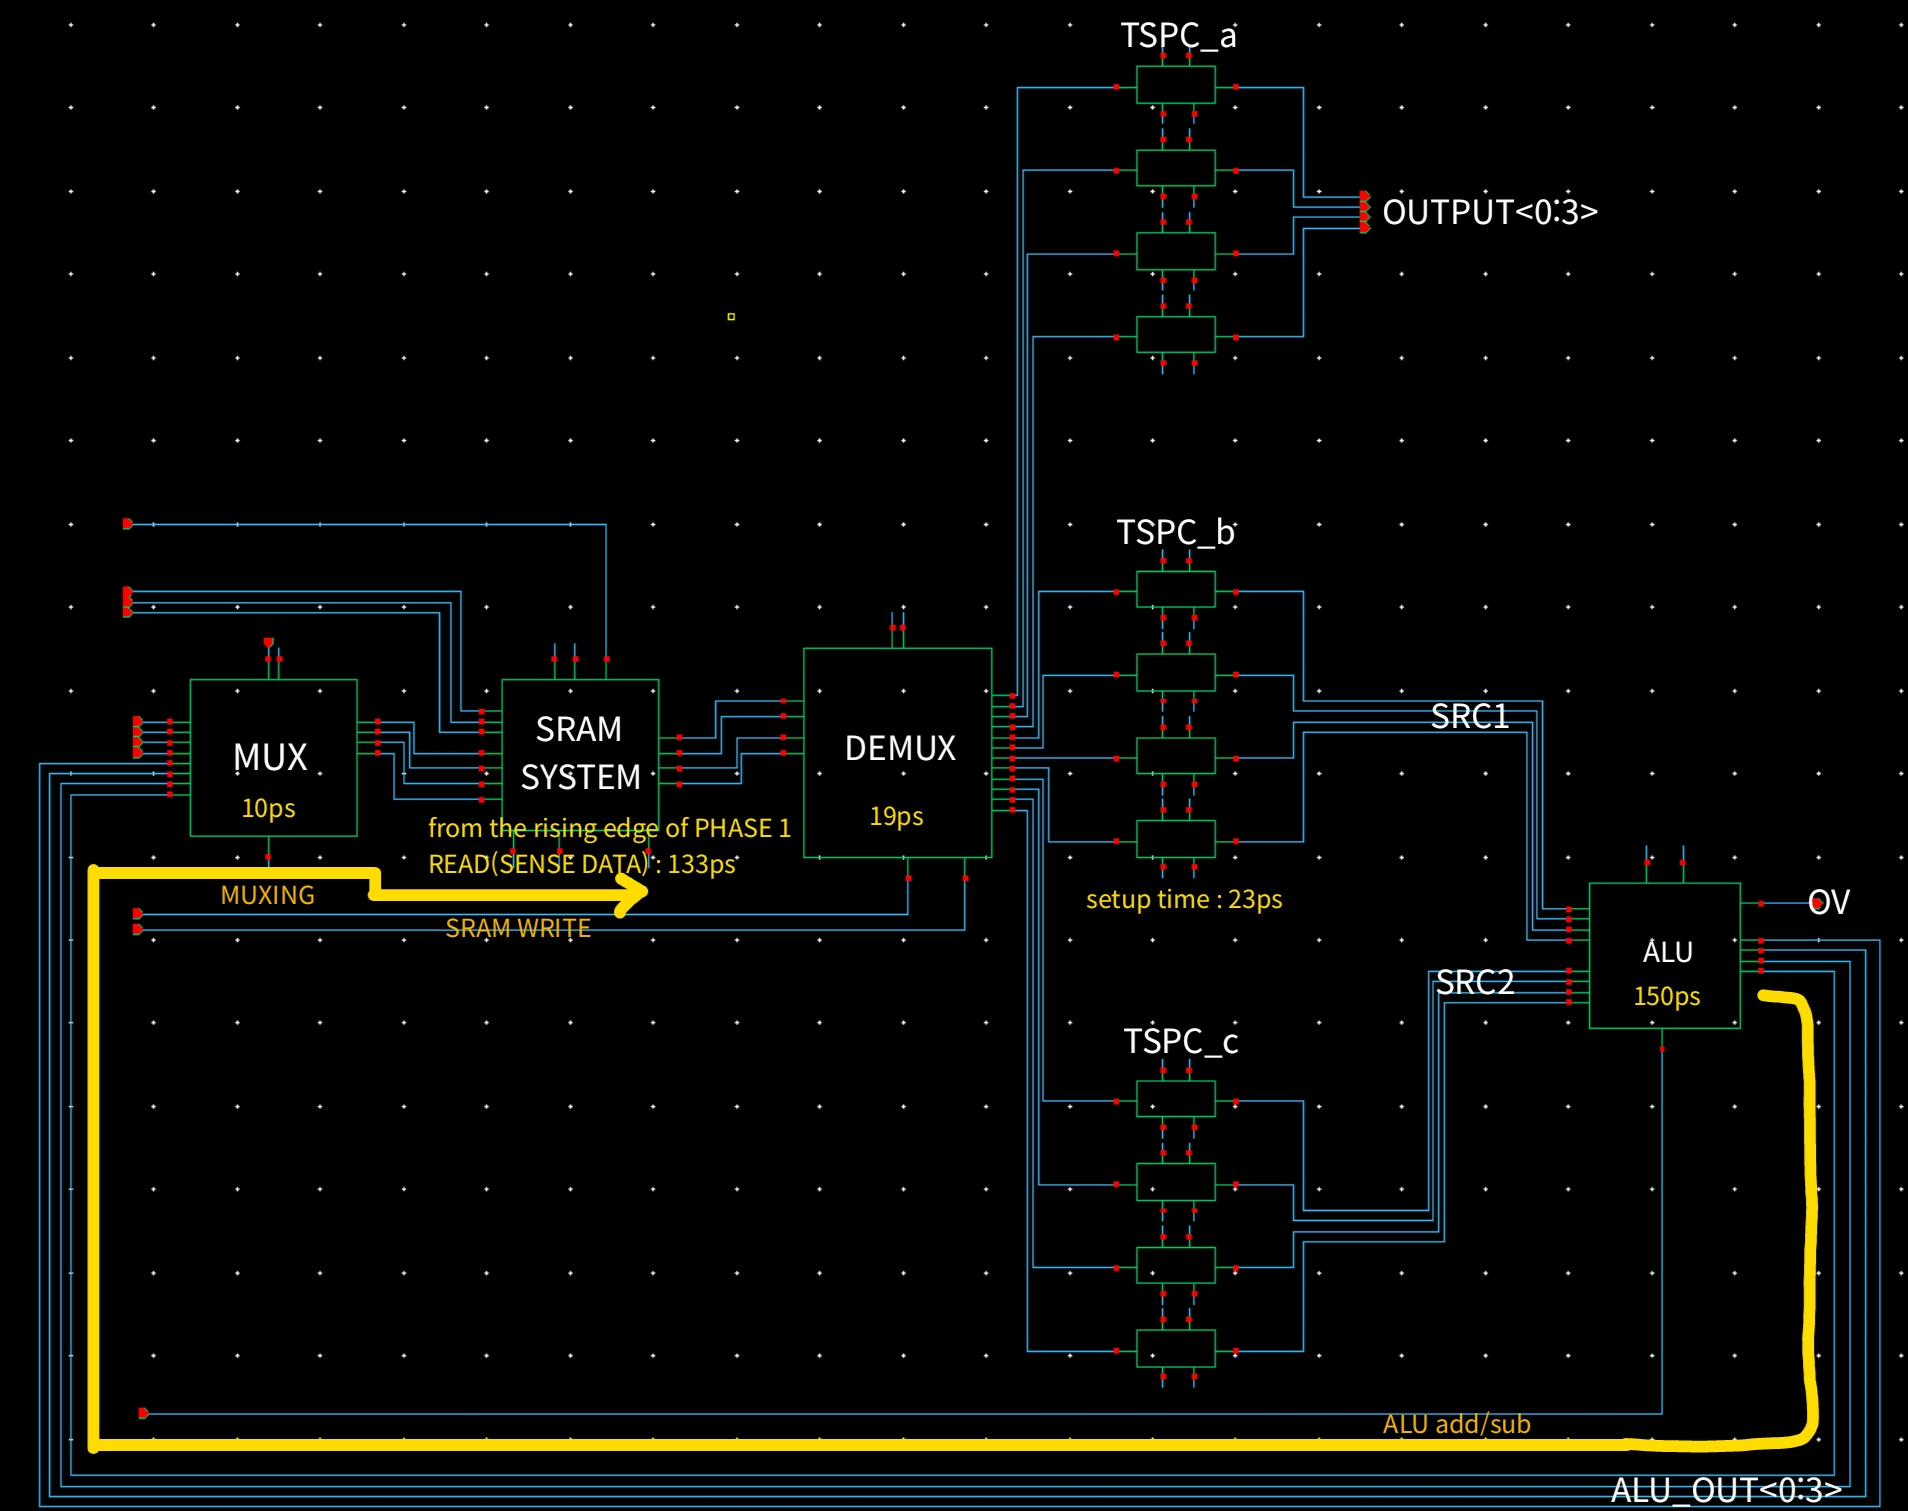 TSPC_a
OUTPUT<0:3>
TSPC_b
SRC1
MUX
10ps
SRAM
SYSTEM
from the rising edge of PHASE 1
READ(SENSE DATA) : 133ps
DEMUX
19ps
MUXING
SRAM WRITE
setup time : 23ps
OV
ALU
150ps
SRC2
TSPC_c
ALU add/sub
ALU_OUT<0:3>